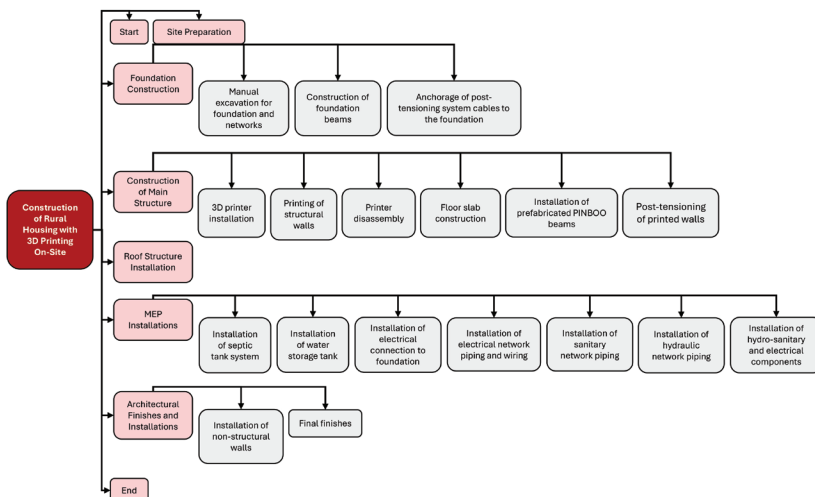 Start
Site Preparation
Foundation
Construction
Manual
excavation for
foundation and
networks
Construction of
foundation
beams
Anchorage of post-
tensioning system cables to
the foundation
Construction
of Rural
Housing with
3D Printing
On-Site
Construction
of Main
Structure
3D printer
installation
Printing of
structural
walls
Printer
disassembly
Floor slab
construction
Installation of
prefabricated PINBOO
beams
Post-tensioning
of printed walls
Roof Structure
Installation
MEP
Installations
Installation
of septic
tank system
Installation
of water
storage tank
Installation of
electrical
connection to
foundation
Installation of
electrical network
piping and wiring
Installation of
sanitary
network piping
Installation of
hydraulic
network piping
Installation of
hydro-sanitary
and electrical
components
Architectural
Finishes and
Installations
Installation of
non-structural
walls
Final finishes
End